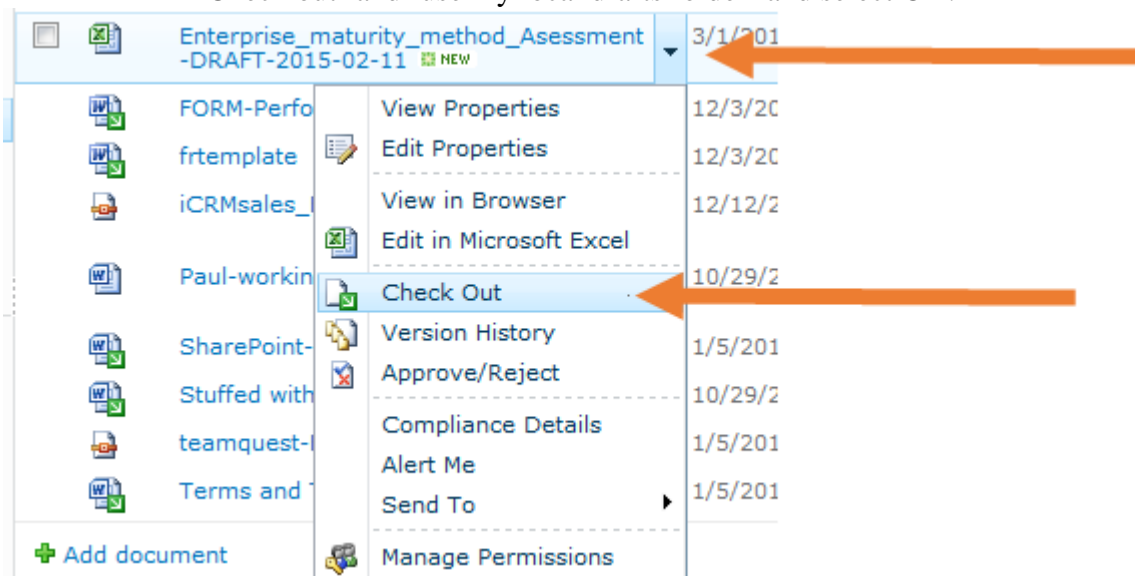 Enterprise_maturity_method_Asessment
-DRAFT-2015-02-11 NEW
3/1/201
FORM-Perfo
View Properties
12/3/20
frtemplate
Edit Properties
12/3/20
iCRMsales_
View in Browser
12/12/2
Edit in Microsoft Excel
Paul-workin
Check Out
10/29/2
Version History
SharePoint-
1/5/201
Approve/Reject
Stuffed with
10/29/2
Compliance Details
teamquest-
1/5/201
Alert Me
Terms and
Send To
1/5/201
Add document
Manage Permissions